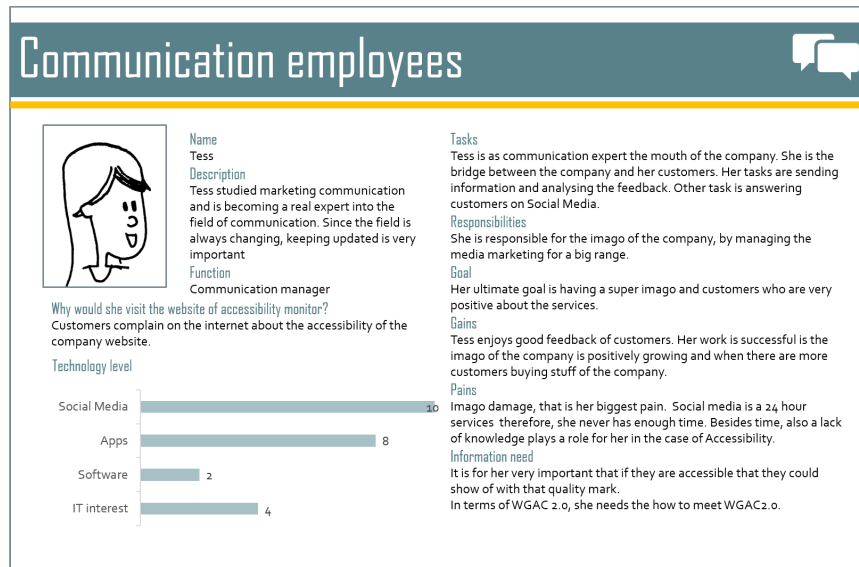 Communication employees
Name
Tess
Description
Tess studied marketing communication
and is becoming a real expert into the
field of communication. Since the field is
always changing, keeping updated is very
important
Function
Communication manager
Why would she visit the website of accessibility monitor?
Customers complain on the internet about the accessibility of the
company website.
Technology level
Social Media 10
Apps 8
Software 2
IT interest 4
Tasks
Tess is as communication expert the mouth of the company. She is the
bridge between the company and her customers. Her tasks are sending
information and analysing the feedback. Other task is answering
customers on Social Media.
Responsibilities
She is responsible for the imago of the company, by managing the
media marketing for a big range.
Goal
Her ultimate goal is having a super imago and customers who are very
positive about the services.
Gains
Tess enjoys good feedback of customers. Her work is successful is the
imago of the company is positively growing and when there are more
customers buying stuff of the company.
Pains
Imago damage, that is her biggest pain. Social media is a 24 hour
services therefore, she never has enough time. Besides time, also a lack
of knowledge plays a role for her in the case of Accessibility.
Information need
It is for her very important that if they are accessible that they could
show of with that quality mark.
In terms of WGAC 2.0, she needs the how to meet WGAC2.0.